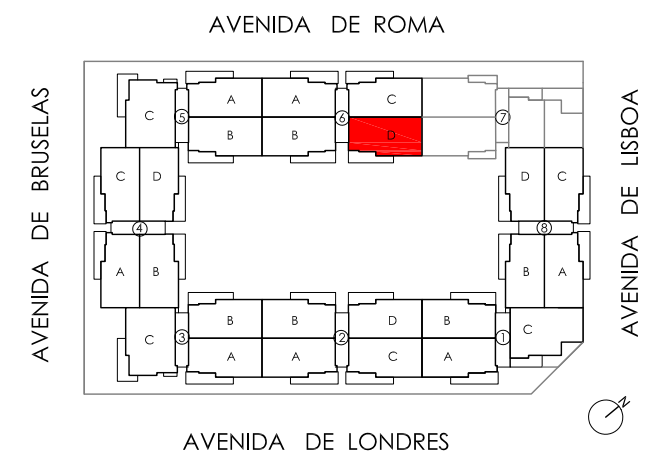 AVENIDA DE ROMA
AVENIDA DE BRUSELAS
AVENIDA DE LISBOA
C
A
A
C
5
6
7
B
B
D
C
D
D
C
4
8
A
B
B
A
C
B
B
D
B
C
3
2
1
A
A
C
A
N
AVENIDA DE LONDRES